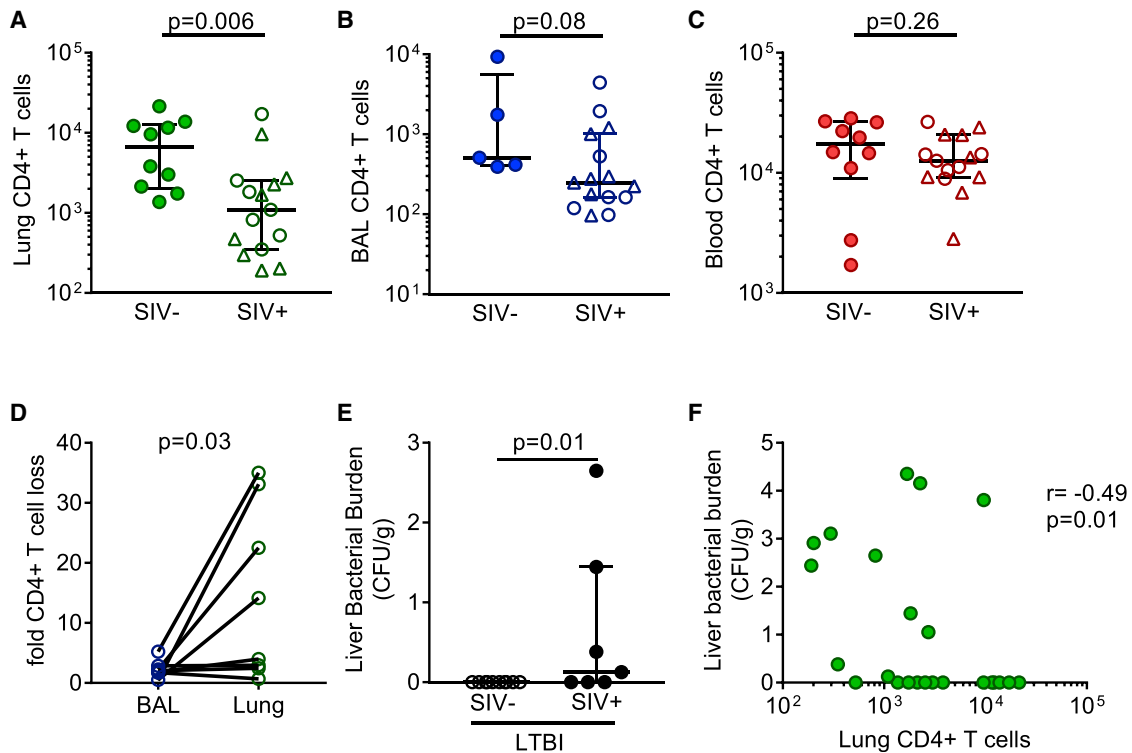 A
p=0.006
Lung CD4+ T cells
10^5
10^4
10^3
10^2
SIV-
SIV+
B
p=0.08
BAL CD4+ T cells
10^4
10^3
10^2
10^1
SIV-
SIV+
C
p=0.26
Blood CD4+ T cells
10^5
10^4
10^3
SIV-
SIV+
D
p=0.03
fold CD4+ T cell loss
40
30
20
10
0
BAL
Lung
E
p=0.01
Liver Bacterial Burden
(CFU/g)
3
2
1
0
SIV-
SIV+
LTBI
F
Liver bacterial burden
(CFU/g)
5
4
3
2
1
0
r= -0.49
p=0.01
10^2
10^3
10^4
10^5
Lung CD4+ T cells